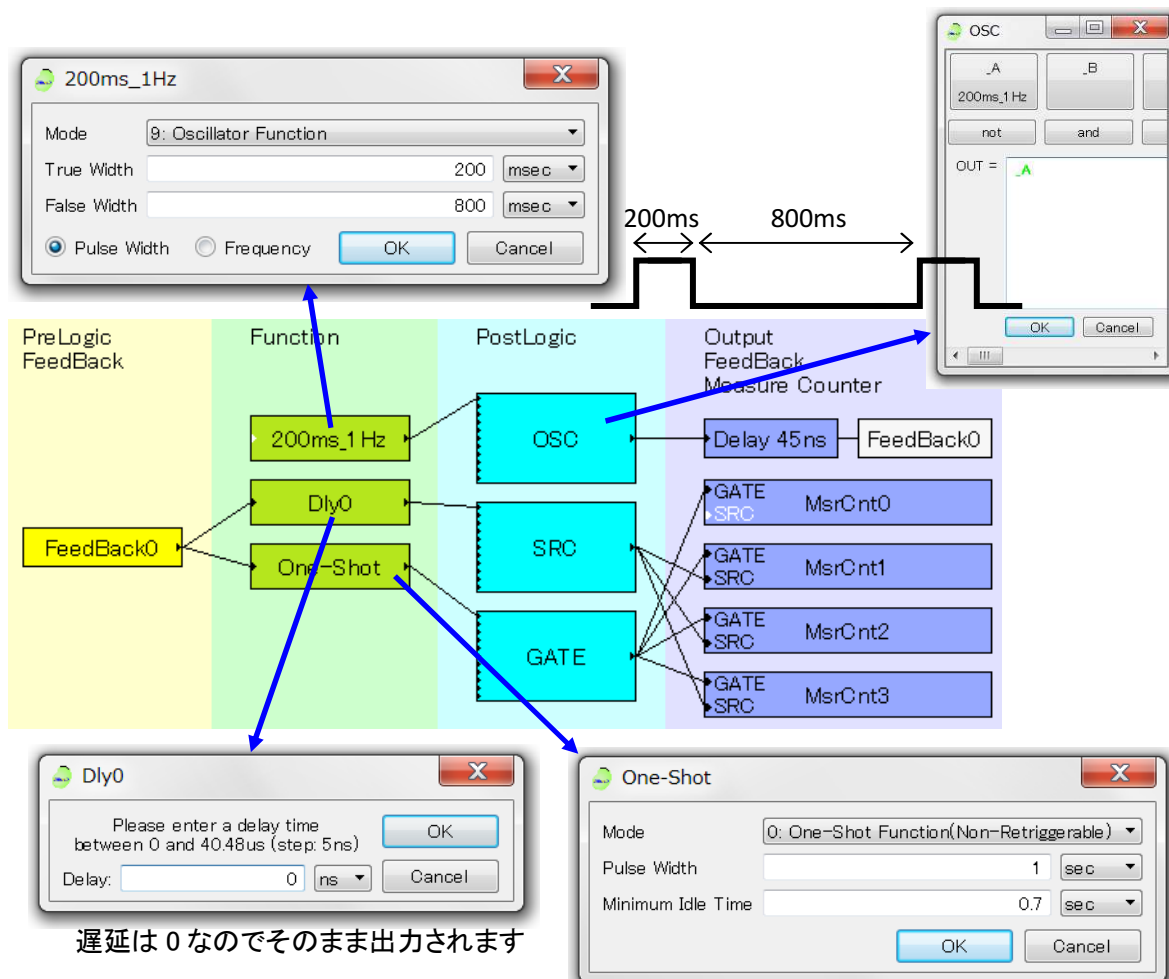 200ms_1Hz
Mode
9: Oscillator Function
True Width
200
msec
False Width
800
msec
Pulse Width
Frequency
OK
Cancel
OSC
_A
200ms_1Hz
_B
not
and
OUT =
_A
OK
Cancel
200ms
800ms
PreLogic
FeedBack
Function
PostLogic
Output
FeedBack
Measure Counter
200ms_1Hz
OSC
Delay 45ns
FeedBack0
Dly0
GATE
SRC
MsrCnt0
FeedBack0
One-Shot
SRC
GATE
SRC
MsrCnt1
GATE
SRC
MsrCnt2
GATE
GATE
SRC
MsrCnt3
Dly0
Please enter a delay time
between 0 and 40.48us (step: 5ns)
OK
Delay:
0
ns
Cancel
遅延は 0 なのでそのまま出力されます
One-Shot
Mode
0: One-Shot Function(Non-Retriggerable)
Pulse Width
1
sec
Minimum Idle Time
0.7
sec
OK
Cancel